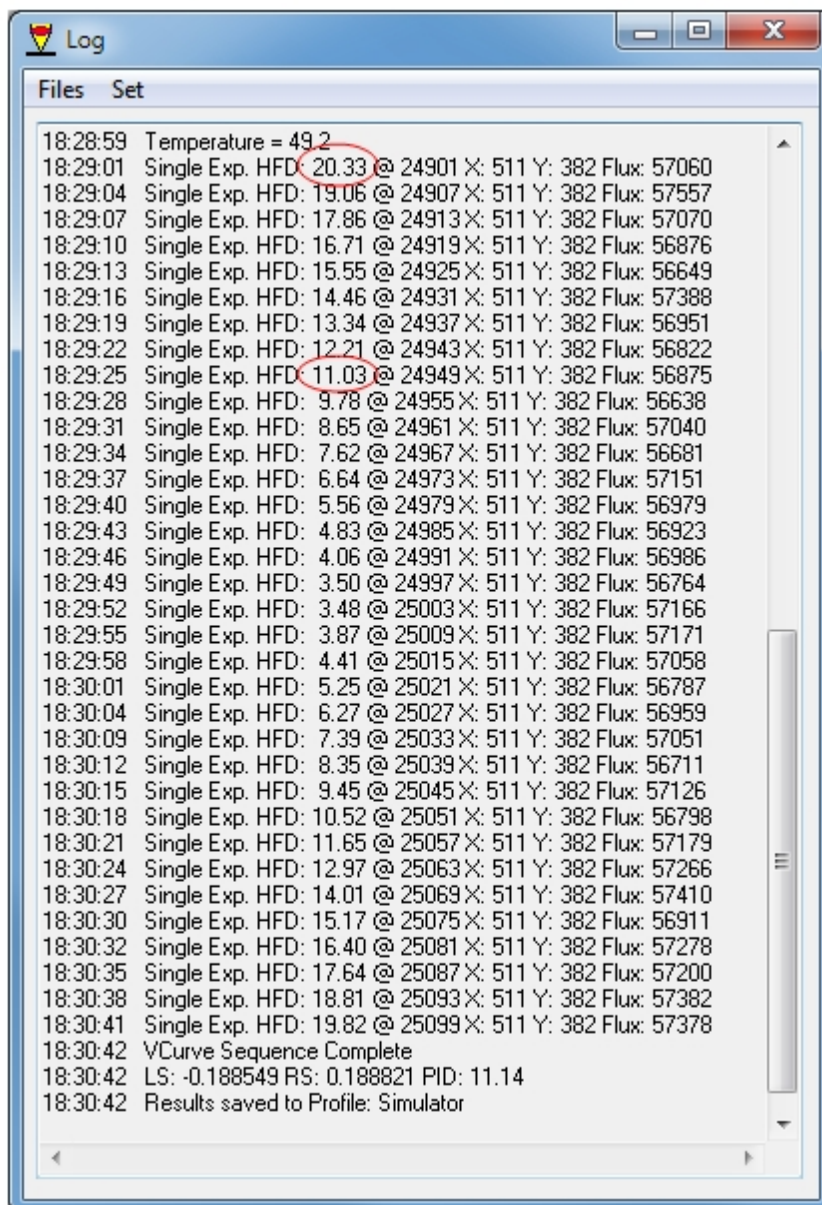 Log
Files Set
18:28:59 Temperature = 49.2
18:29:01 Single Exp. HFD: 20.33 @ 24901 X: 511 Y: 382 Flux: 57060
18:29:04 Single Exp. HFD: 19.06 @ 24907 X: 511 Y: 382 Flux: 57557
18:29:07 Single Exp. HFD: 17.86 @ 24913 X: 511 Y: 382 Flux: 57070
18:29:10 Single Exp. HFD: 16.71 @ 24919 X: 511 Y: 382 Flux: 56876
18:29:13 Single Exp. HFD: 15.55 @ 24925 X: 511 Y: 382 Flux: 56649
18:29:16 Single Exp. HFD: 14.46 @ 24931 X: 511 Y: 382 Flux: 57388
18:29:19 Single Exp. HFD: 13.34 @ 24937 X: 511 Y: 382 Flux: 56951
18:29:22 Single Exp. HFD: 12.21 @ 24943 X: 511 Y: 382 Flux: 56822
18:29:25 Single Exp. HFD: 11.03 @ 24949 X: 511 Y: 382 Flux: 56875
18:29:28 Single Exp. HFD: 9.78 @ 24955 X: 511 Y: 382 Flux: 56638
18:29:31 Single Exp. HFD: 8.65 @ 24961 X: 511 Y: 382 Flux: 57040
18:29:34 Single Exp. HFD: 7.62 @ 24967 X: 511 Y: 382 Flux: 56681
18:29:37 Single Exp. HFD: 6.64 @ 24973 X: 511 Y: 382 Flux: 57151
18:29:40 Single Exp. HFD: 5.56 @ 24979 X: 511 Y: 382 Flux: 56979
18:29:43 Single Exp. HFD: 4.83 @ 24985 X: 511 Y: 382 Flux: 56923
18:29:46 Single Exp. HFD: 4.06 @ 24991 X: 511 Y: 382 Flux: 56986
18:29:49 Single Exp. HFD: 3.50 @ 24997 X: 511 Y: 382 Flux: 56764
18:29:52 Single Exp. HFD: 3.48 @ 25003 X: 511 Y: 382 Flux: 57166
18:29:55 Single Exp. HFD: 3.87 @ 25009 X: 511 Y: 382 Flux: 57171
18:29:58 Single Exp. HFD: 4.41 @ 25015 X: 511 Y: 382 Flux: 57058
18:30:01 Single Exp. HFD: 5.25 @ 25021 X: 511 Y: 382 Flux: 56787
18:30:04 Single Exp. HFD: 6.27 @ 25027 X: 511 Y: 382 Flux: 56959
18:30:09 Single Exp. HFD: 7.39 @ 25033 X: 511 Y: 382 Flux: 57051
18:30:12 Single Exp. HFD: 8.35 @ 25039 X: 511 Y: 382 Flux: 56711
18:30:15 Single Exp. HFD: 9.45 @ 25045 X: 511 Y: 382 Flux: 57126
18:30:18 Single Exp. HFD: 10.52 @ 25051 X: 511 Y: 382 Flux: 56798
18:30:21 Single Exp. HFD: 11.65 @ 25057 X: 511 Y: 382 Flux: 57179
18:30:24 Single Exp. HFD: 12.97 @ 25063 X: 511 Y: 382 Flux: 57266
18:30:27 Single Exp. HFD: 14.01 @ 25069 X: 511 Y: 382 Flux: 57410
18:30:30 Single Exp. HFD: 15.17 @ 25075 X: 511 Y: 382 Flux: 56911
18:30:32 Single Exp. HFD: 16.40 @ 25081 X: 511 Y: 382 Flux: 57278
18:30:35 Single Exp. HFD: 17.64 @ 25087 X: 511 Y: 382 Flux: 57200
18:30:38 Single Exp. HFD: 18.81 @ 25093 X: 511 Y: 382 Flux: 57382
18:30:41 Single Exp. HFD: 19.82 @ 25099 X: 511 Y: 382 Flux: 57378
18:30:42 VCurve Sequence Complete
18:30:42 LS: -0.188549 RS: 0.188821 PID: 11.14
18:30:42 Results saved to Profile: Simulator